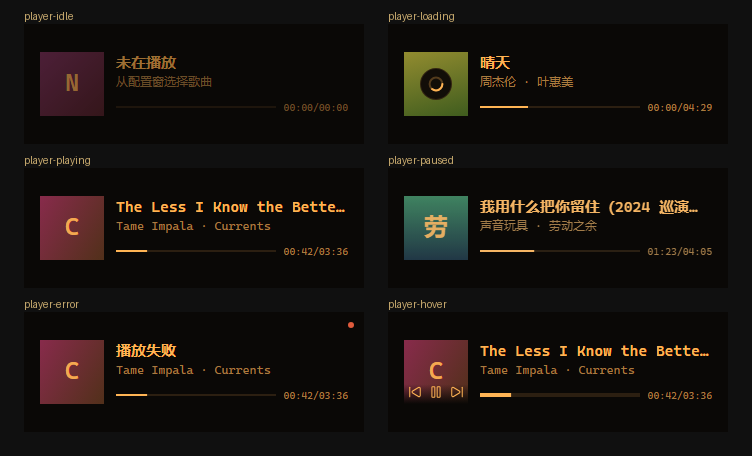 player-idle
N
未在播放
从配置窗选择歌曲
00:00/00:00
player-loading
晴天
周杰伦 · 叶惠美
00:00/04:29
player-playing
C
The Less I Know the Bette…
Tame Impala · Currents
00:42/03:36
player-paused
劳
我用什么把你留住 (2024 巡演…
声音玩具 · 劳动之余
01:23/04:05
player-error
C
播放失败
Tame Impala · Currents
00:42/03:36
player-hover
C
The Less I Know the Bette…
Tame Impala · Currents
00:42/03:36